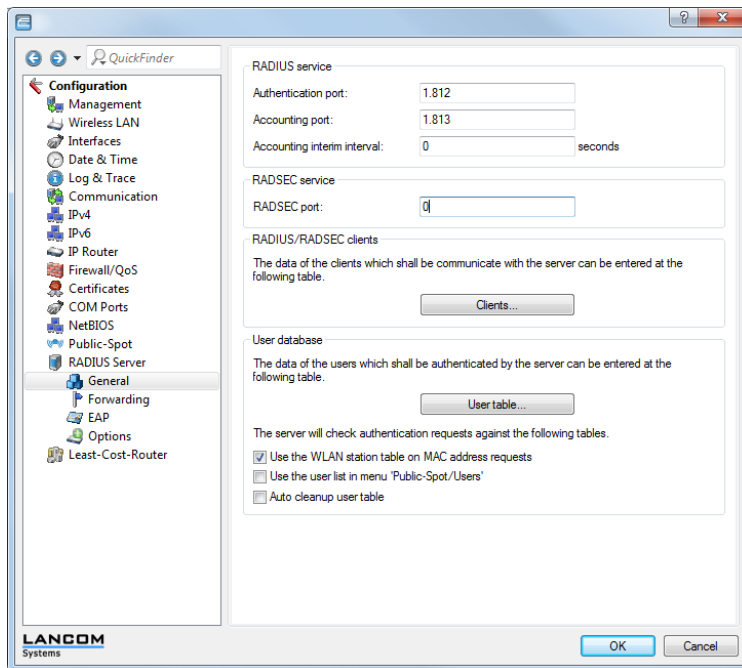 ?
X
QuickFinder
Configuration
Management
Wireless LAN
Interfaces
Date & Time
Log & Trace
Communication
IPv4
IPv6
IP Router
Firewall/QoS
Certificates
COM Ports
NetBIOS
Public-Spot
RADIUS Server
General
Forwarding
EAP
Options
Least-Cost-Router
RADIUS service
Authentication port: 1.812
Accounting port: 1.813
Accounting interim interval: 0 seconds
RADSEC service
RADSEC port: 0
RADIUS/RADSEC clients
The data of the clients which shall be communicate with the server can be entered at the
following table.
Clients...
User database
The data of the users which shall be authenticated by the server can be entered at the
following table.
User table...
The server will check authentication requests against the following tables.
Use the WLAN station table on MAC address requests
Use the user list in menu 'Public-Spot/Users'
Auto cleanup user table
LANCOM
Systems
OK
Cancel